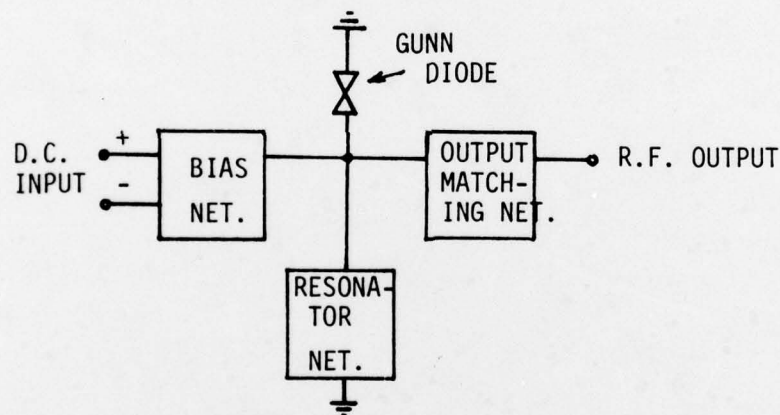 GUNN
DIODE
D.C.
INPUT
+
-
BIAS
NET.
OUTPUT
MATCH-
ING NET.
R.F. OUTPUT
RESONA-
TOR
NET.